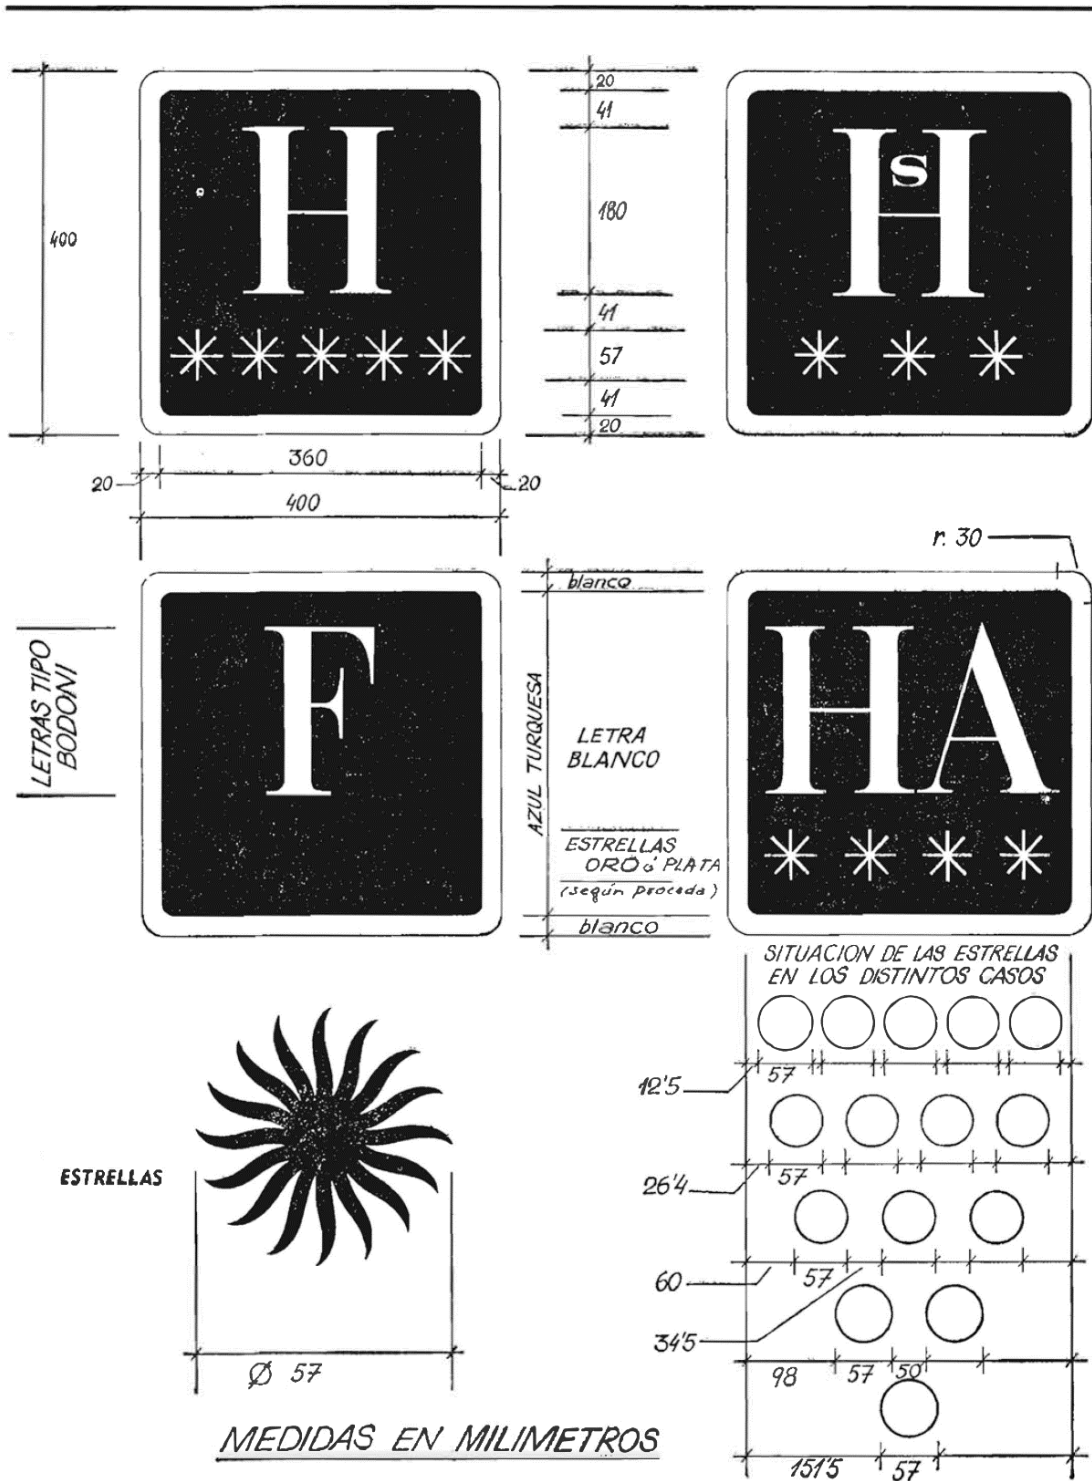 H
400
20
41
180
41
57
41
20
H
S
360
20
20
400
r. 30
LETRAS TIPO
BODONI
F
blanco
AZUL TURQUESA
LETRA
BLANCO
ESTRELLAS
ORO ó PLATA
(según proceda)
blanco
HA
SITUACION DE LAS ESTRELLAS
EN LOS DISTINTOS CASOS
57
12'5
57
26'4
57
60
34'5
98
57
50
151'5
57
ESTRELLAS
Ø 57
MEDIDAS EN MILIMETROS